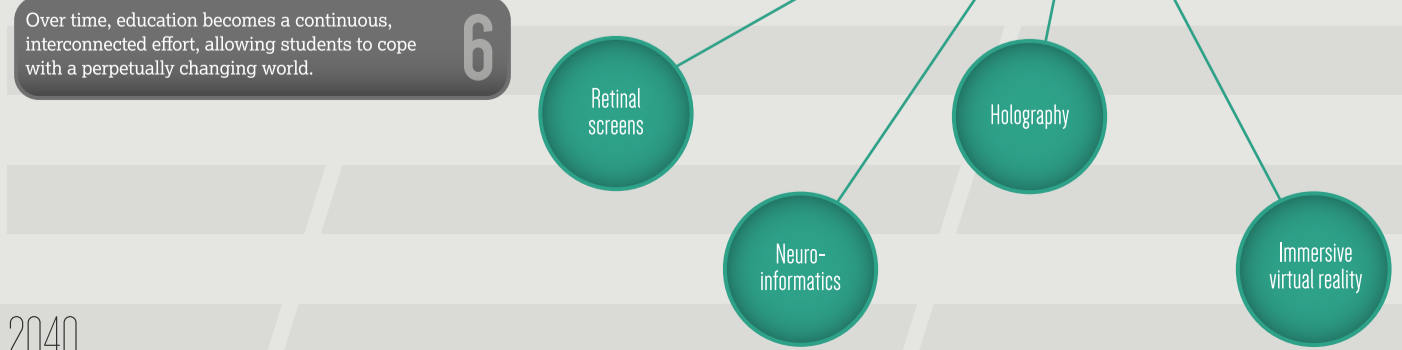 Over time, education becomes a continuous,
interconnected effort, allowing students to cope
with a perpetually changing world.
6
Retinal
screens
Holography
Neuro-
informatics
Immersive
virtual reality
2040